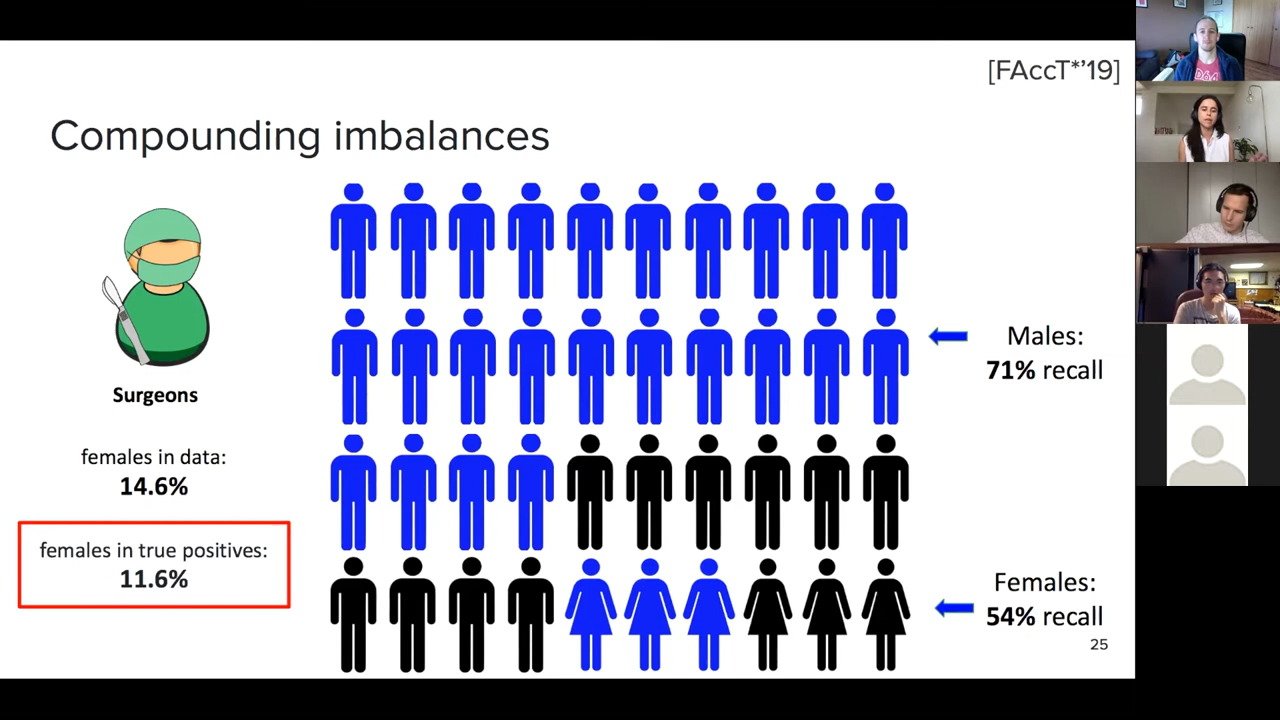 [FAccT*’19]
Compounding imbalances
Surgeons
females in data:
14.6%
females in true positives:
11.6%
Males:
71% recall
Females:
54% recall
25